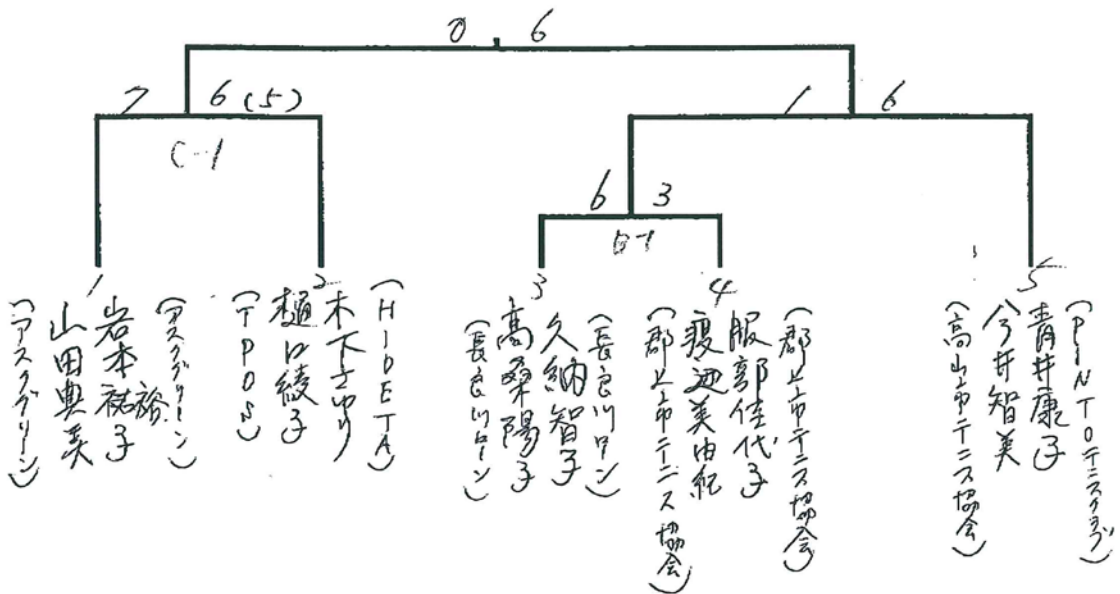 0 6
7 6(5)
C-1
1 6
6 3
1
(アスクグリーン)
岩本祐子
裕
山田奥美
(アスクグリーン)
2
(HIDETA)
木下さゆり
樋口綾子
(TPOS)
3
(長良川ローン)
久納智子
高桑陽子
(長良川ローン)
4
(郡上市テニス協会)
服部佳代子
渡辺美由紀
(郡上市テニス協会)
5
(PINTOテニスクラブ)
青井康子
今井智美
(高山市テニス協会)